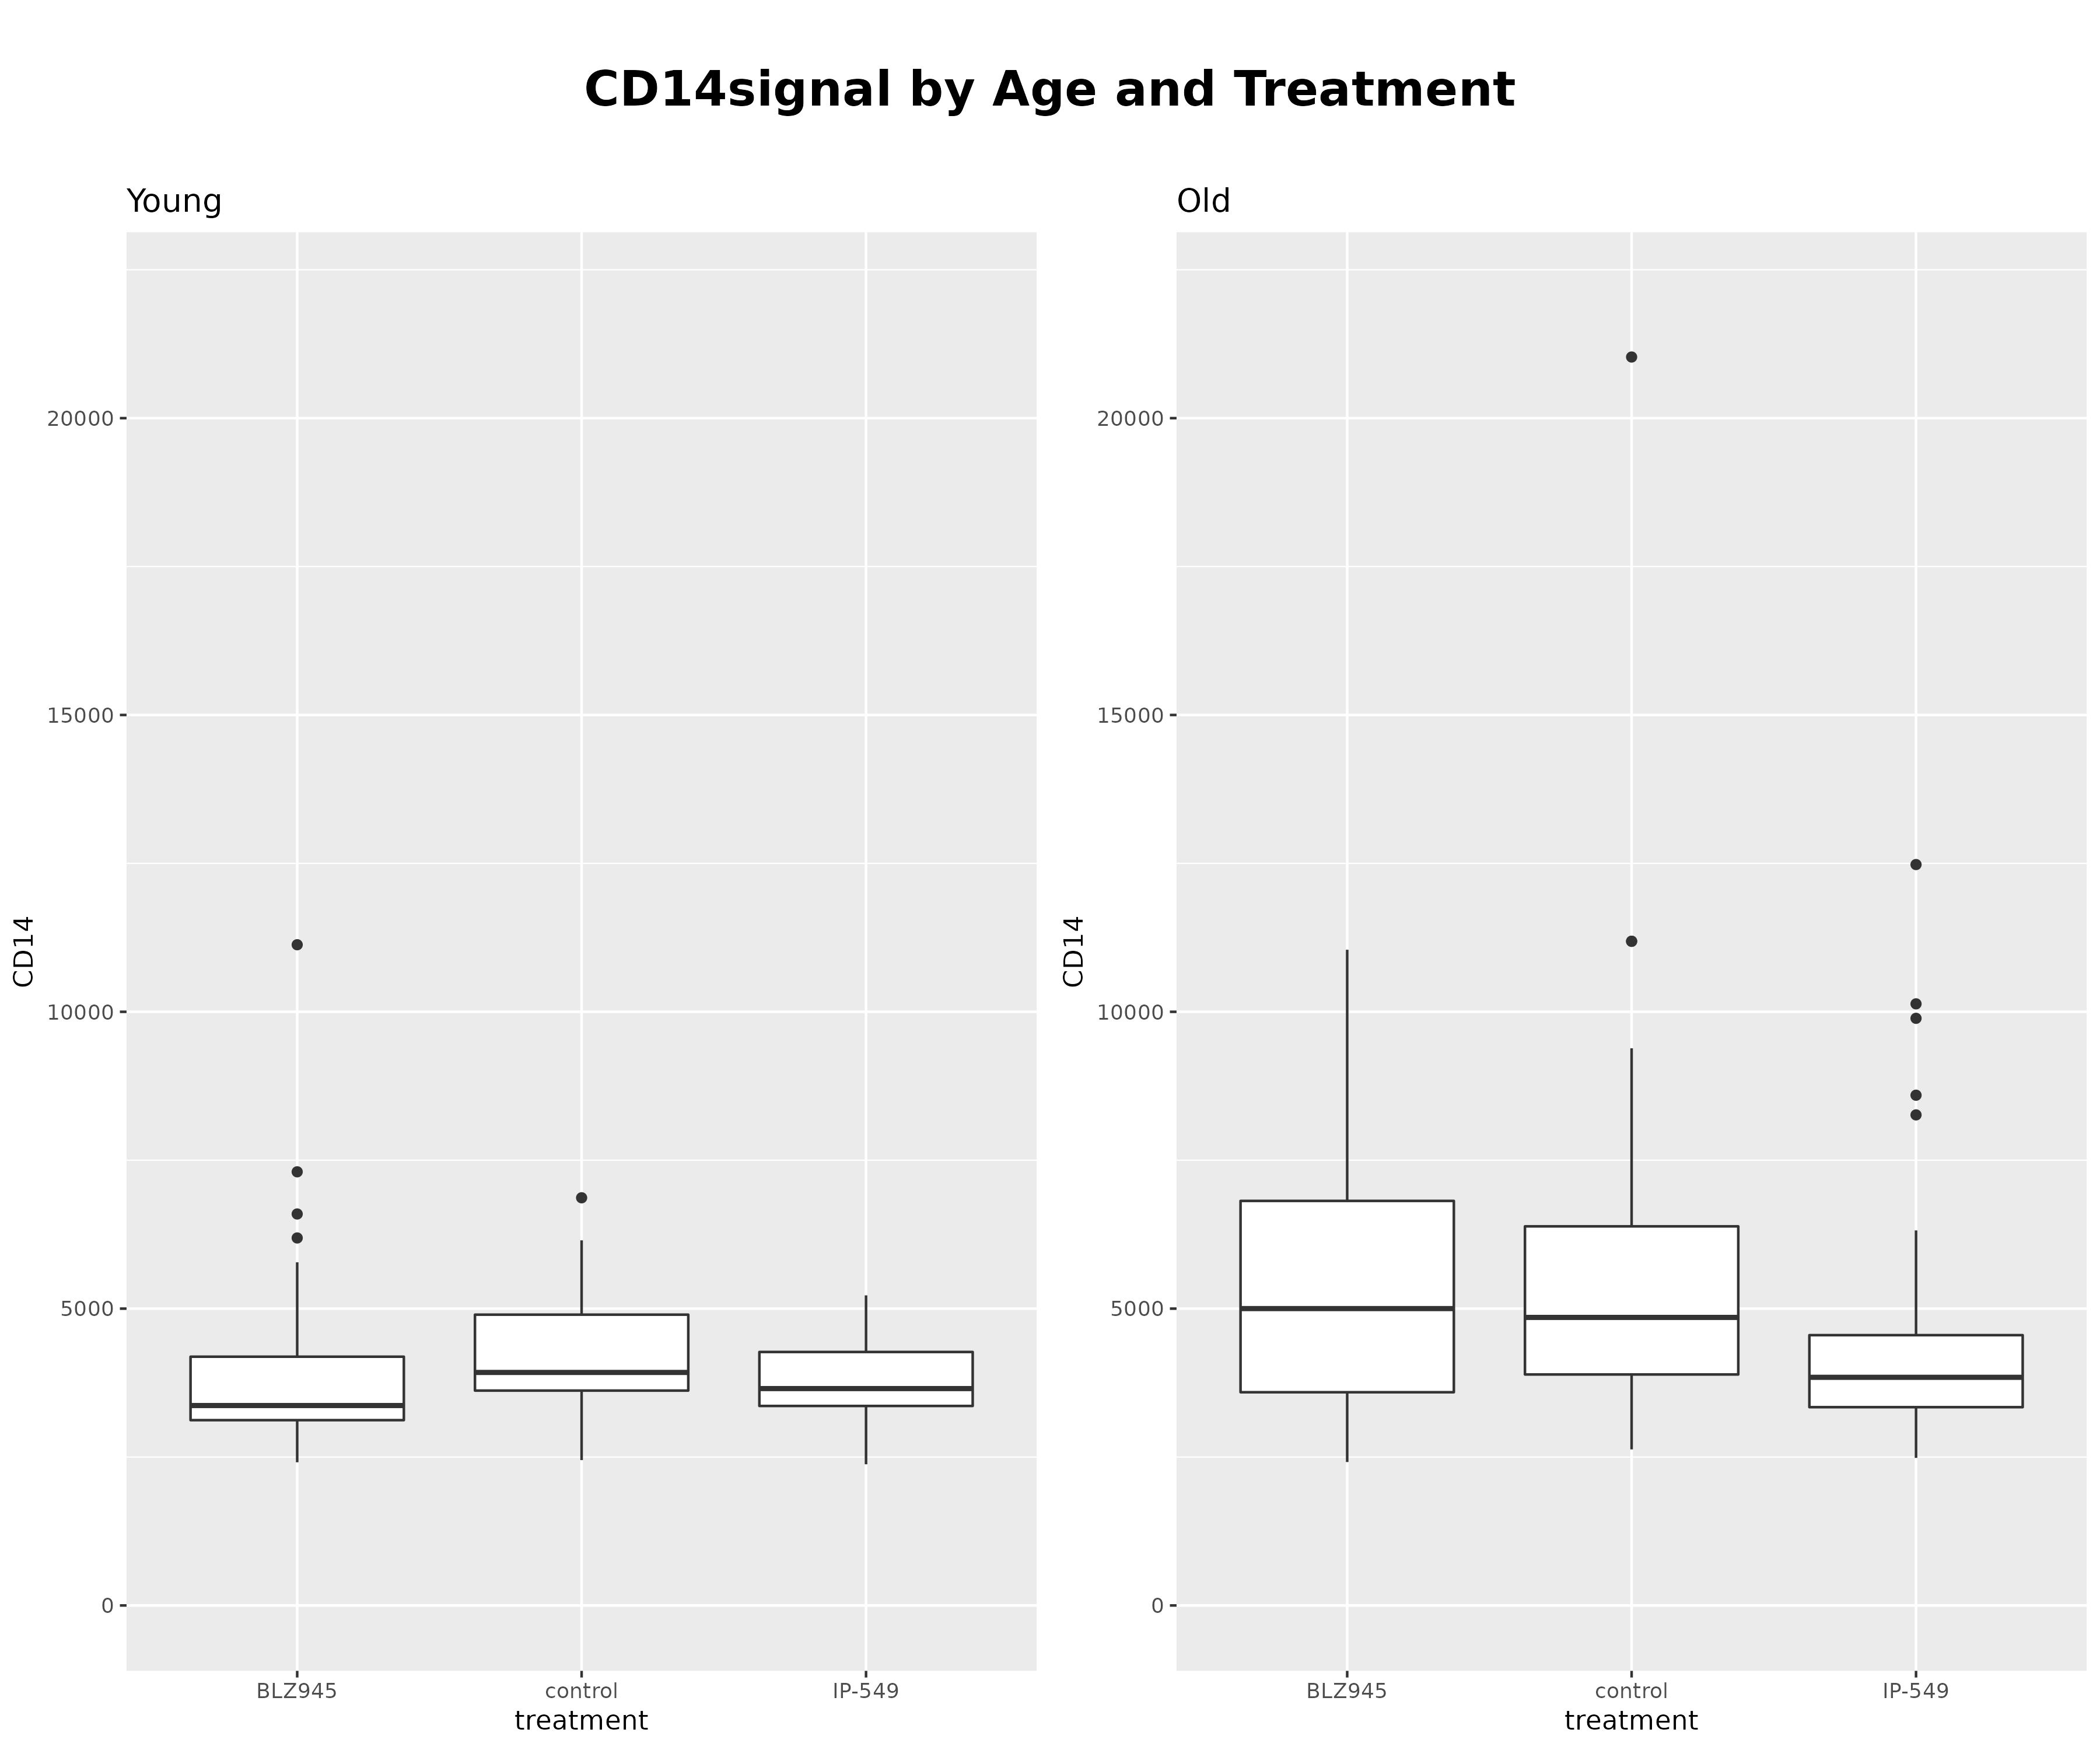 CD14signal by Age and Treatment
Young
CD14
20000
15000
10000
5000
0
BLZ945 control IP-549
treatment
Old
CD14
20000
15000
10000
5000
0
BLZ945 control IP-549
treatment